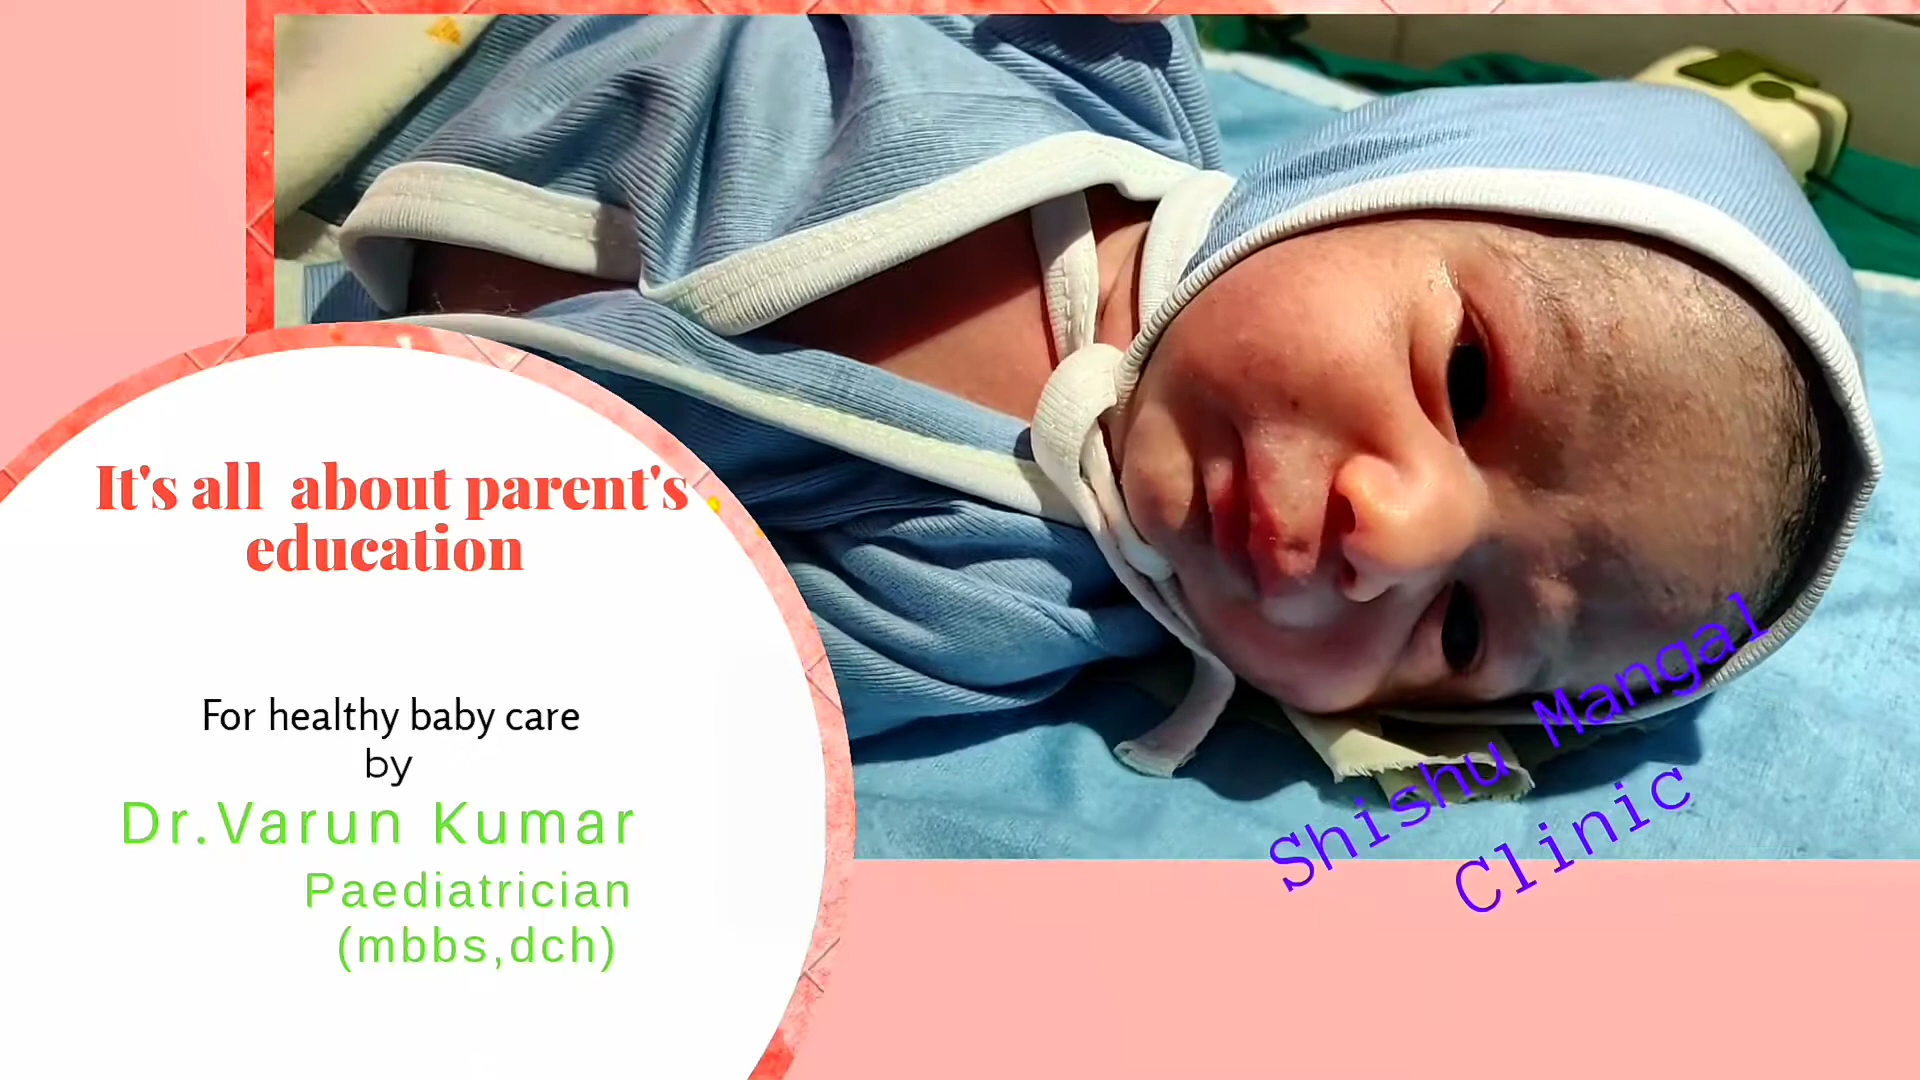 It's all about parent's
education
For healthy baby care
by
Dr.Varun Kumar
Paediatrician
(mbbs,dch)
Shishu Mangal
Clinic